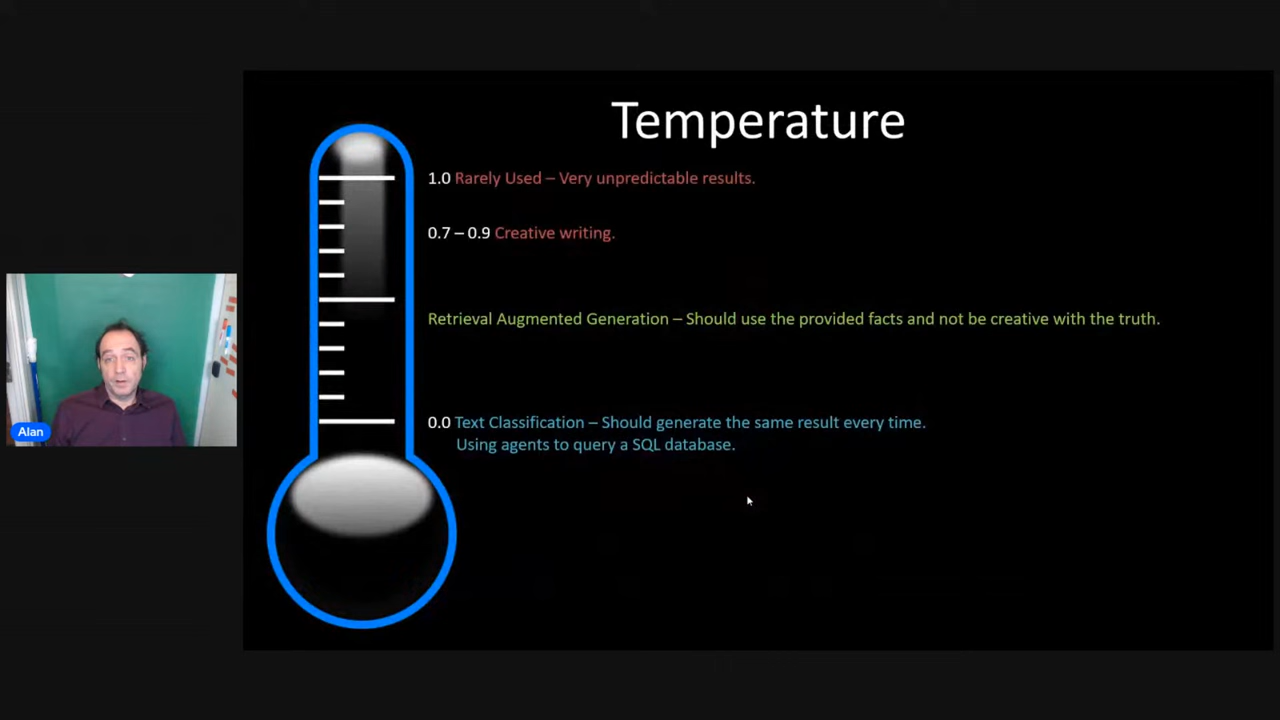 Temperature
1.0 Rarely Used – Very unpredictable results.
0.7 – 0.9 Creative writing.
Retrieval Augmented Generation – Should use the provided facts and not be creative with the truth.
0.0 Text Classification – Should generate the same result every time.
Using agents to query a SQL database.
Alan